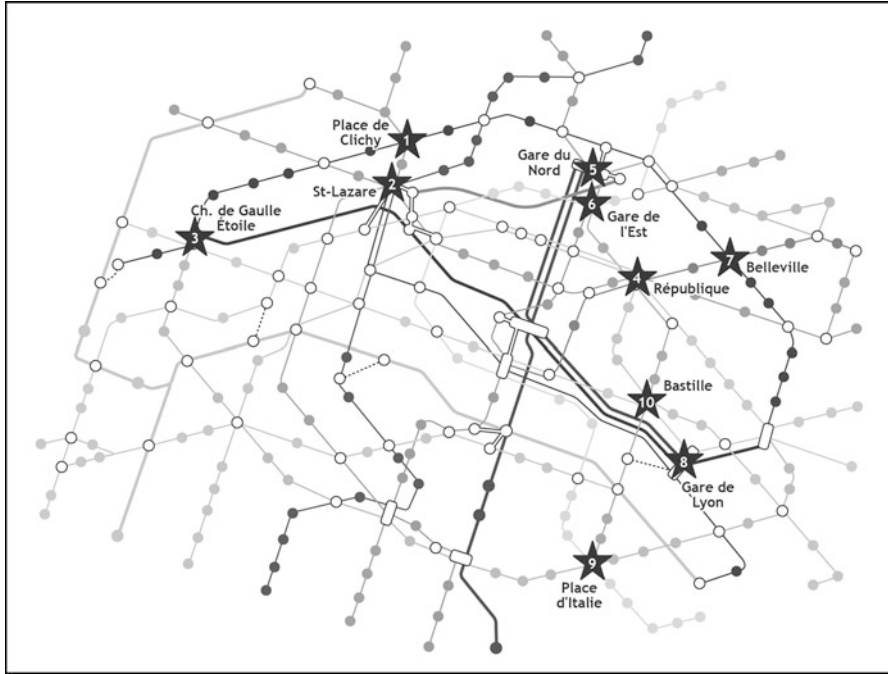 Place de
Clichy
1
St-Lazare
2
Ch. de Gaulle
Étoile
3
Gare du
Nord
5
6
Gare de
l'Est
4
République
7
Belleville
Bastille
10
8
Gare de
Lyon
9
Place
d'Italie